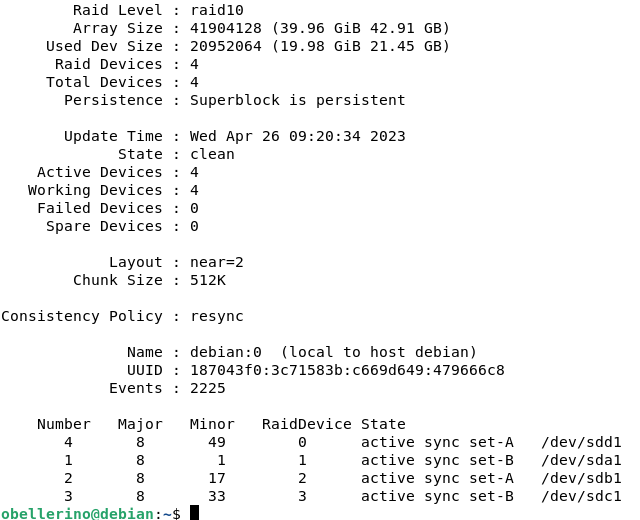 Raid Level : raid10
Array Size : 41904128 (39.96 GiB 42.91 GB)
Used Dev Size : 20952064 (19.98 GiB 21.45 GB)
Raid Devices : 4
Total Devices : 4
Persistence : Superblock is persistent

Update Time : Wed Apr 26 09:20:34 2023
State : clean
Active Devices : 4
Working Devices : 4
Failed Devices : 0
Spare Devices : 0

Layout : near=2
Chunk Size : 512K

Consistency Policy : resync

Name : debian:0  (local to host debian)
UUID : 187043f0:3c71583b:c669d649:479666c8
Events : 2225

Number   Major   Minor   RaidDevice State
4       8       49        0      active sync set-A   /dev/sdd1
1       8        1        1      active sync set-B   /dev/sda1
2       8       17        2      active sync set-A   /dev/sdb1
3       8       33        3      active sync set-B   /dev/sdc1
obellerino@debian:~$